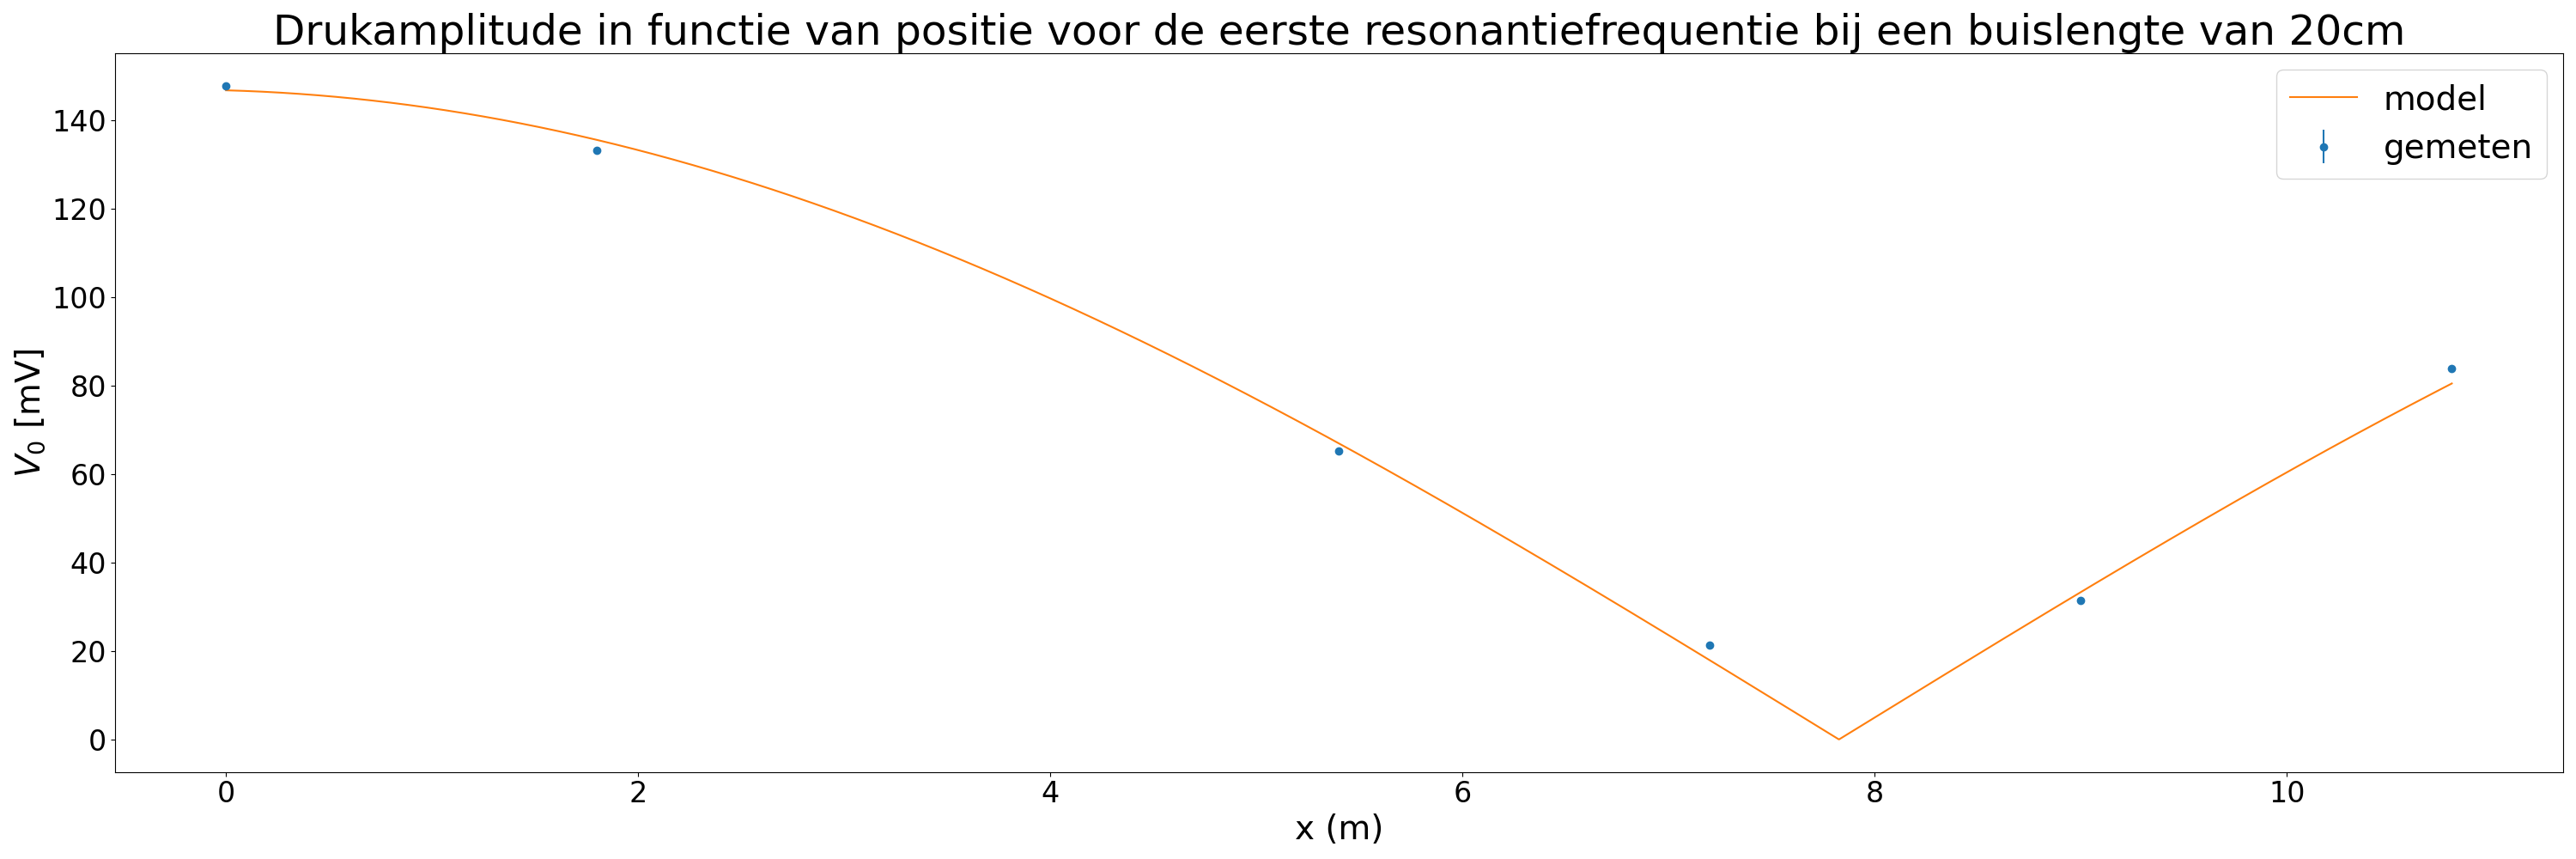 Drukamplitude in functie van positie voor de eerste resonantiefrequentie bij een buislengte van 20cm
model
gemeten
140
120
100
80
60
40
20
0
V₀ [mV]
0 2 4 6 8 10
x (m)